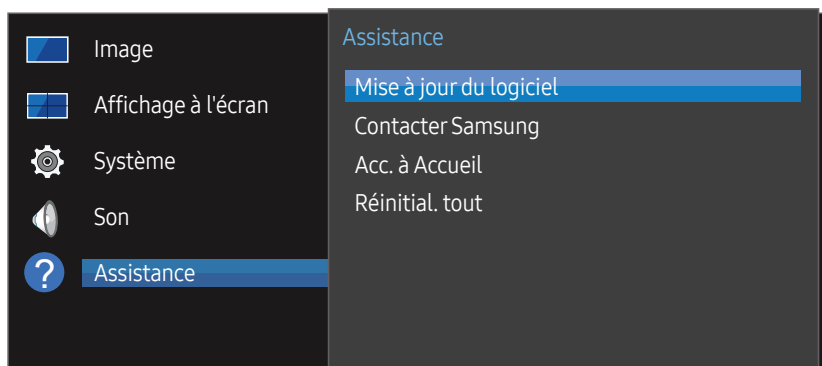 Image
Affichage à l'écran
Système
Son
?
Assistance
Assistance
Mise à jour du logiciel
Contacter Samsung
Acc. à Accueil
Réinitial. tout